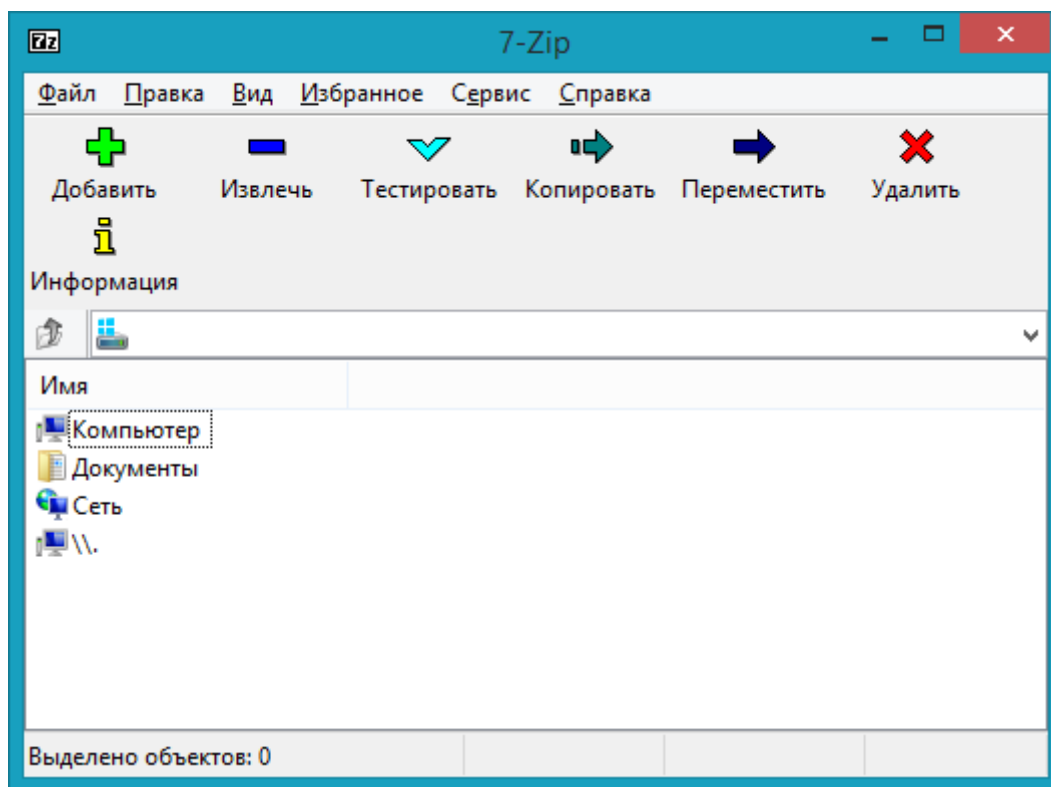 7z 7-Zip
Файл Правка Вид Избранное Сервис Справка
Добавить Извлечь Тестировать Копировать Переместить Удалить
Информация
Имя
Компьютер
Документы
Сеть
\\.
Выделено объектов: 0